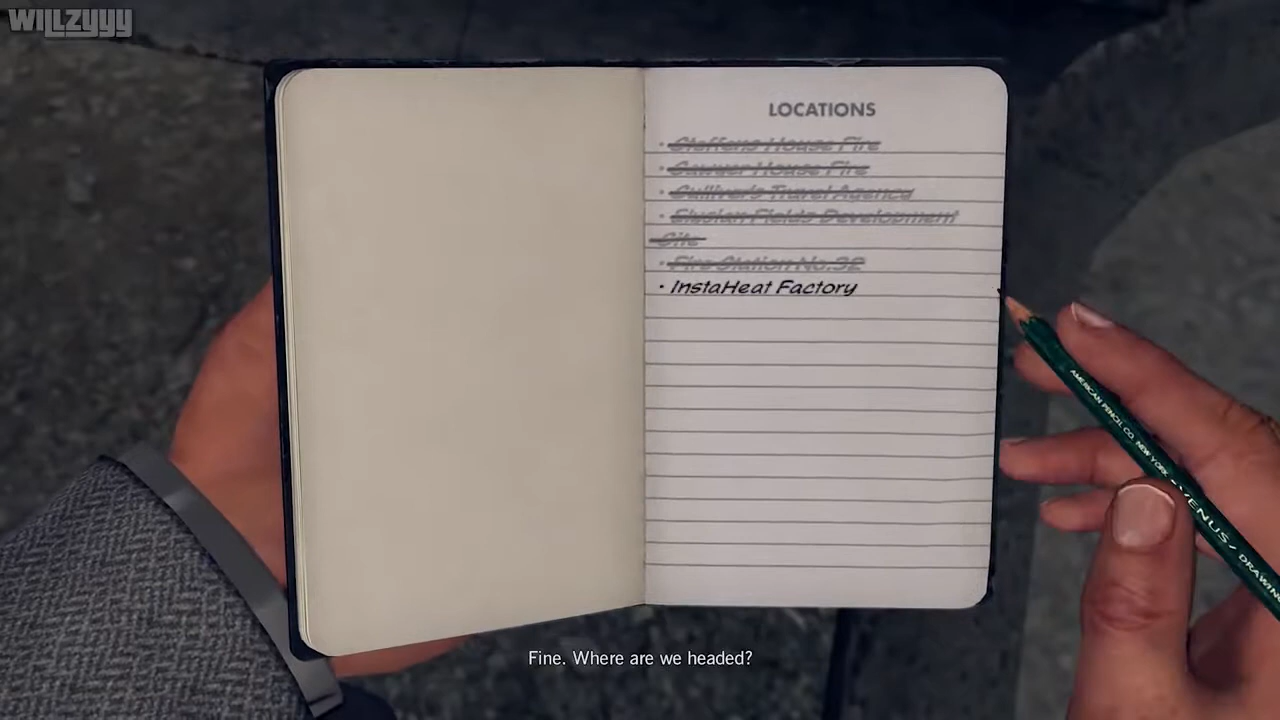 WILLZYYY
LOCATIONS
· Steffens House Fire
· Sawyer House Fire
· Gulliver's Travel Agency
· Elysian Fields Development
Site
· Fire Station No.32
· InstaHeat Factory
AMERICAN PENCIL CO. NEW YORK VENUS DRAWING
Fine. Where are we headed?